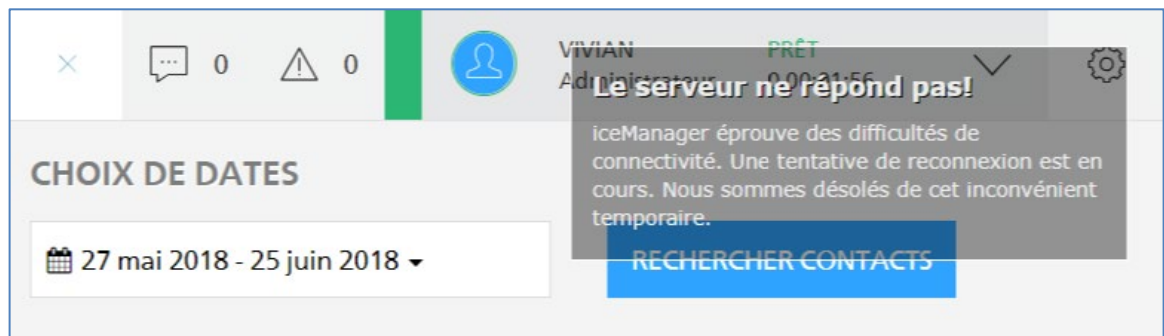 0
0
VIVIAN
PRÊT
Administrateur
0.00:01:56
Le serveur ne répond pas!
iceManager éprouve des difficultés de
connectivité. Une tentative de reconnexion est en
cours. Nous sommes désolés de cet inconvénient
temporaire.
CHOIX DE DATES
27 mai 2018 - 25 juin 2018
RECHERCHER CONTACTS